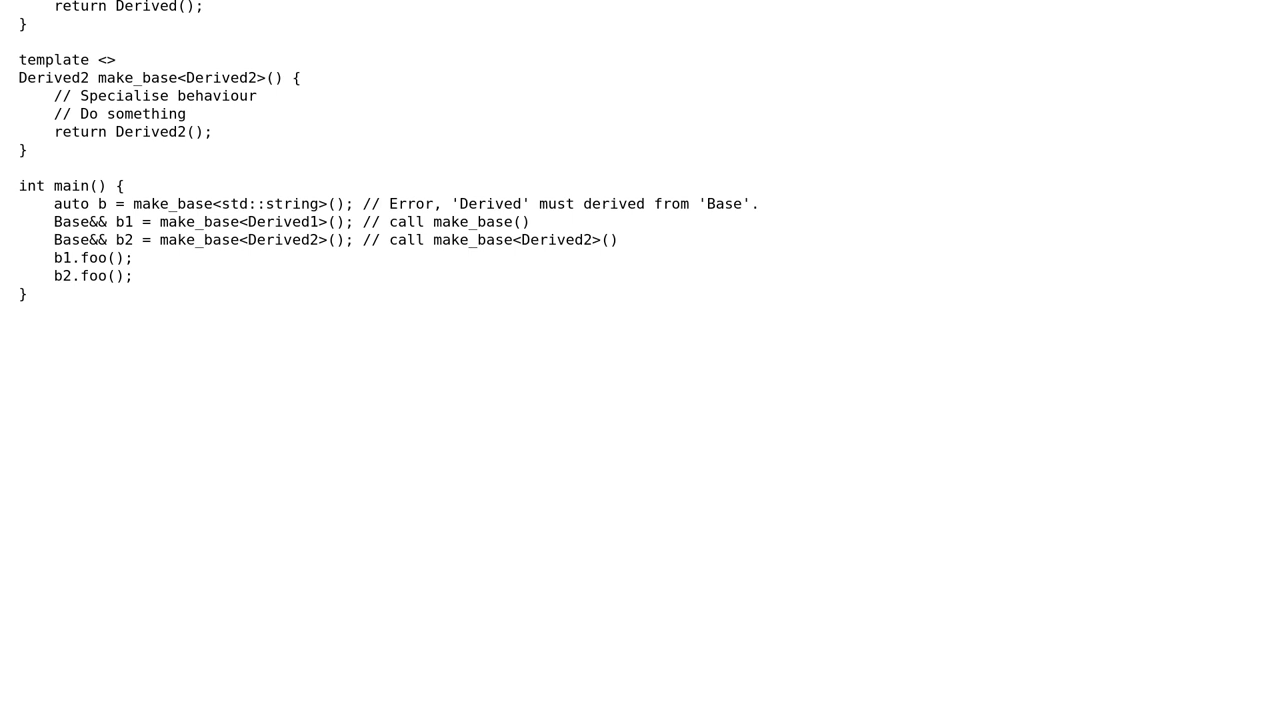 return Derived();
}

template <>
Derived2 make_base<Derived2>() {
    // Specialise behaviour
    // Do something
    return Derived2();
}

int main() {
    auto b = make_base<std::string>(); // Error, 'Derived' must derived from 'Base'.
    Base&& b1 = make_base<Derived1>(); // call make_base()
    Base&& b2 = make_base<Derived2>(); // call make_base<Derived2>()
    b1.foo();
    b2.foo();
}